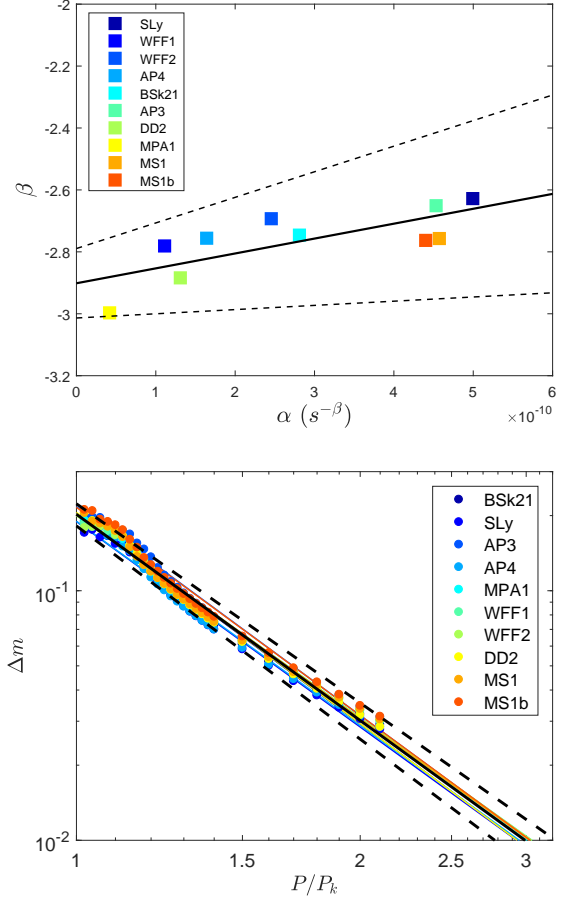 -2
-2.2
-2.4
-2.6
-2.8
-3
-3.2
β
SLy
WFF1
WFF2
AP4
BSk21
AP3
DD2
MPA1
MS1
MS1b
0 1 2 3 4 5 6
α (s^{-β})
×10^{-10}
10^{-1}
10^{-2}
Δm
BSk21
SLy
AP3
AP4
MPA1
WFF1
WFF2
DD2
MS1
MS1b
1 1.5 2 2.5 3
P/P_k